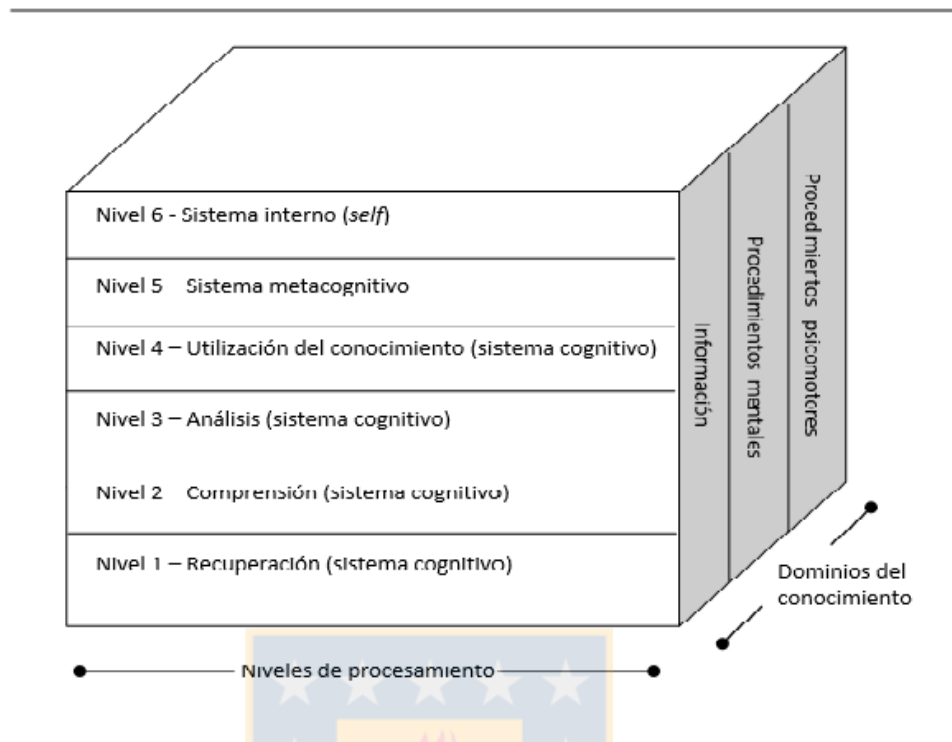 Nivel 6 - Sistema interno (self)
Nivel 5 Sistema metacognitivo
Nivel 4 – Utilización del conocimiento (sistema cognitivo)
Nivel 3 – Análisis (sistema cognitivo)
Nivel 2 Comprensión (sistema cognitivo)
Nivel 1 – Recuperación (sistema cognitivo)
Información
Procedimientos mentales
Procedimientos psicomotores
Dominios del
conocimiento
Niveles de procesamiento